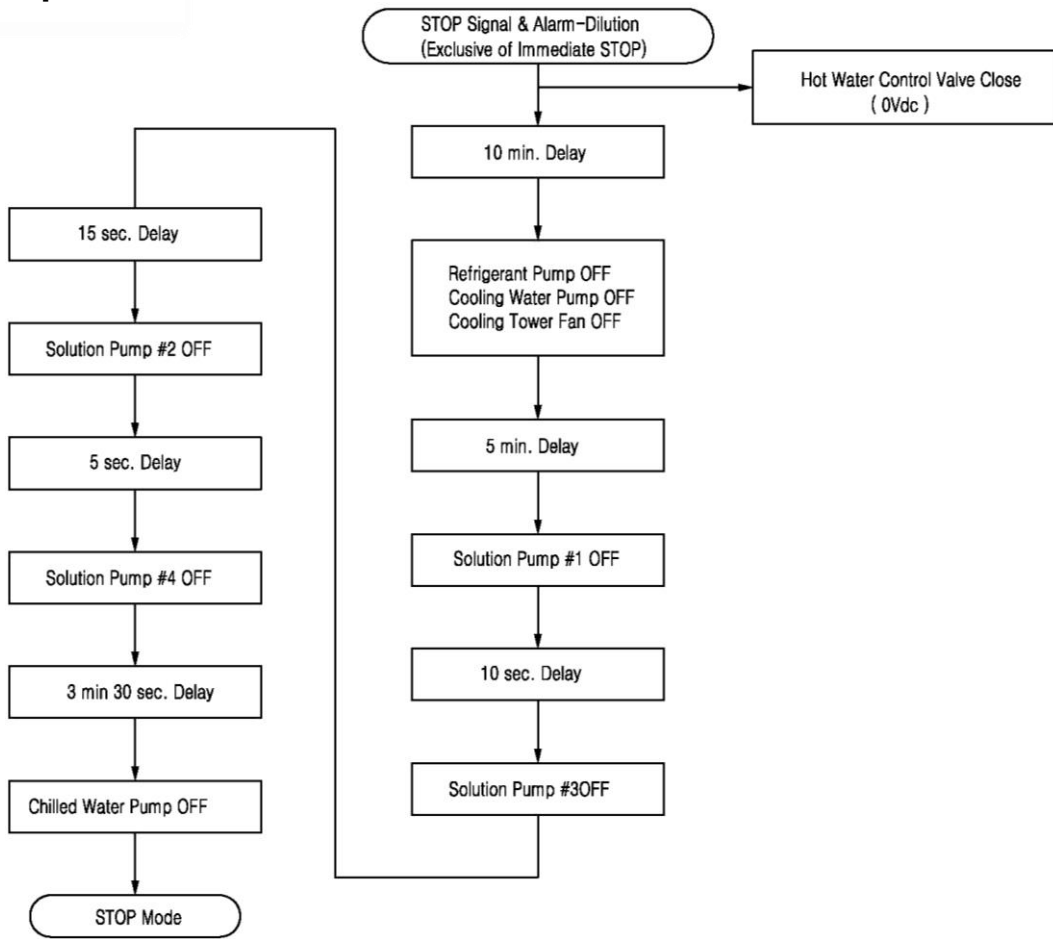 STOP Signal & Alarm-Dilution
(Exclusive of Immediate STOP)
Hot Water Control Valve Close
( 0Vdc )
10 min. Delay
Refrigerant Pump OFF
Cooling Water Pump OFF
Cooling Tower Fan OFF
5 min. Delay
Solution Pump #1 OFF
10 sec. Delay
Solution Pump #3OFF
15 sec. Delay
Solution Pump #2 OFF
5 sec. Delay
Solution Pump #4 OFF
3 min 30 sec. Delay
Chilled Water Pump OFF
STOP Mode